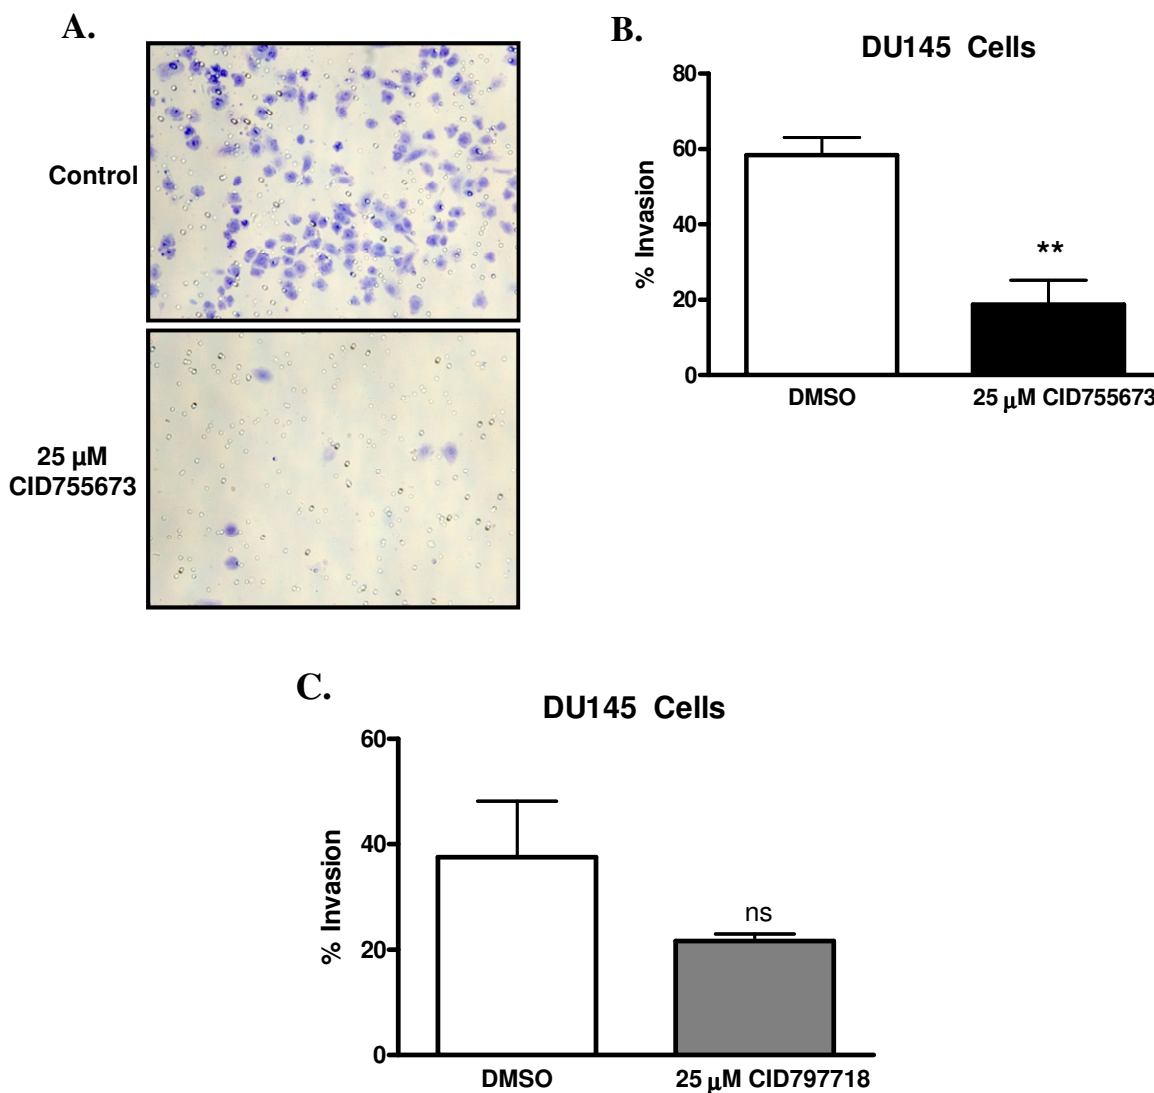 A.
Control
25 µM
CID755673
B.
DU145 Cells
% Invasion
80
60
40
20
0
**
DMSO
25 µM CID755673
C.
DU145 Cells
% Invasion
60
40
20
0
ns
DMSO
25 µM CID797718